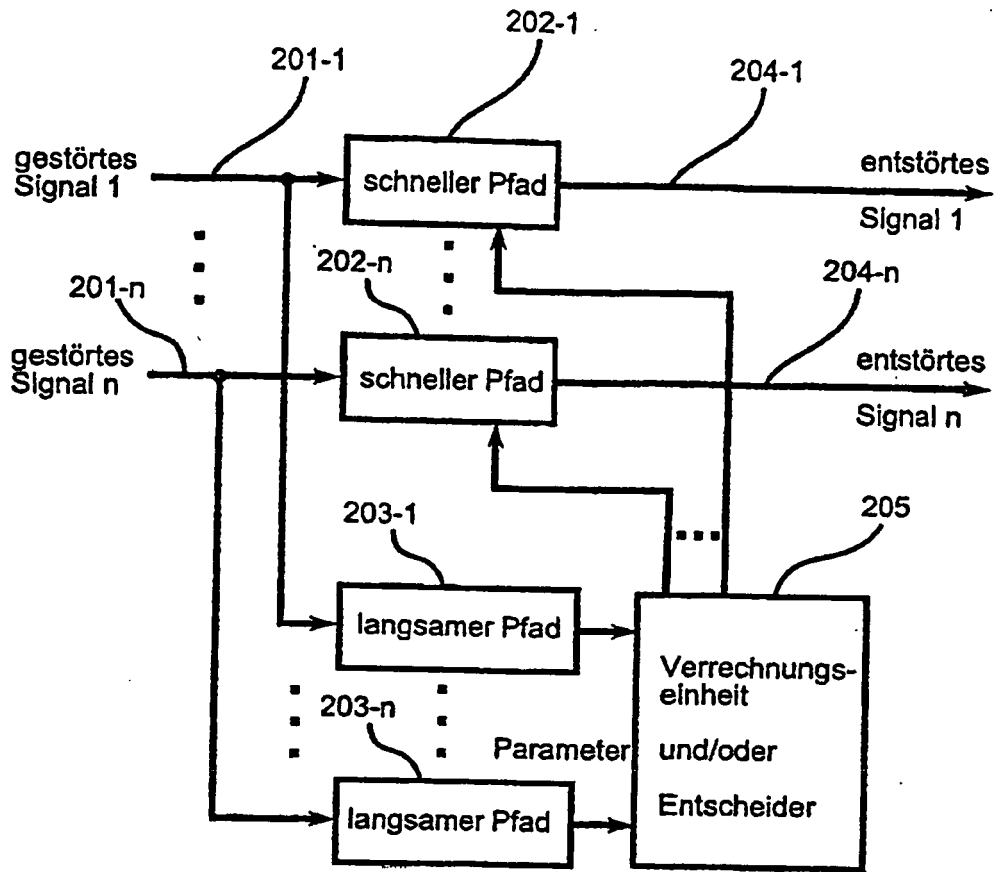 202-1
201-1
204-1
gestörtes
Signal 1
schneller Pfad
entstörtes
Signal 1
202-n
201-n
204-n
gestörtes
Signal n
schneller Pfad
entstörtes
Signal n
203-1
205
langsamer Pfad
Verrechnungs-
einheit
203-n
Parameter
und/oder
langsamer Pfad
Entscheider